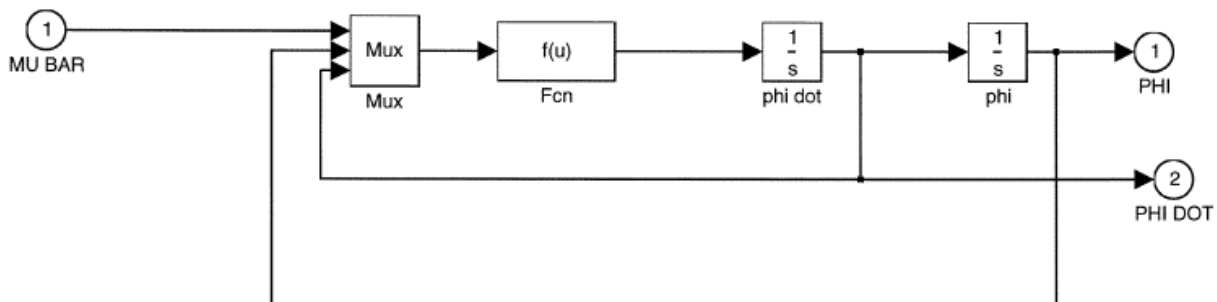 1
MU BAR
Mux
Mux
f(u)
Fcn
1
s
phi dot
1
s
phi
1
PHI
2
PHI DOT